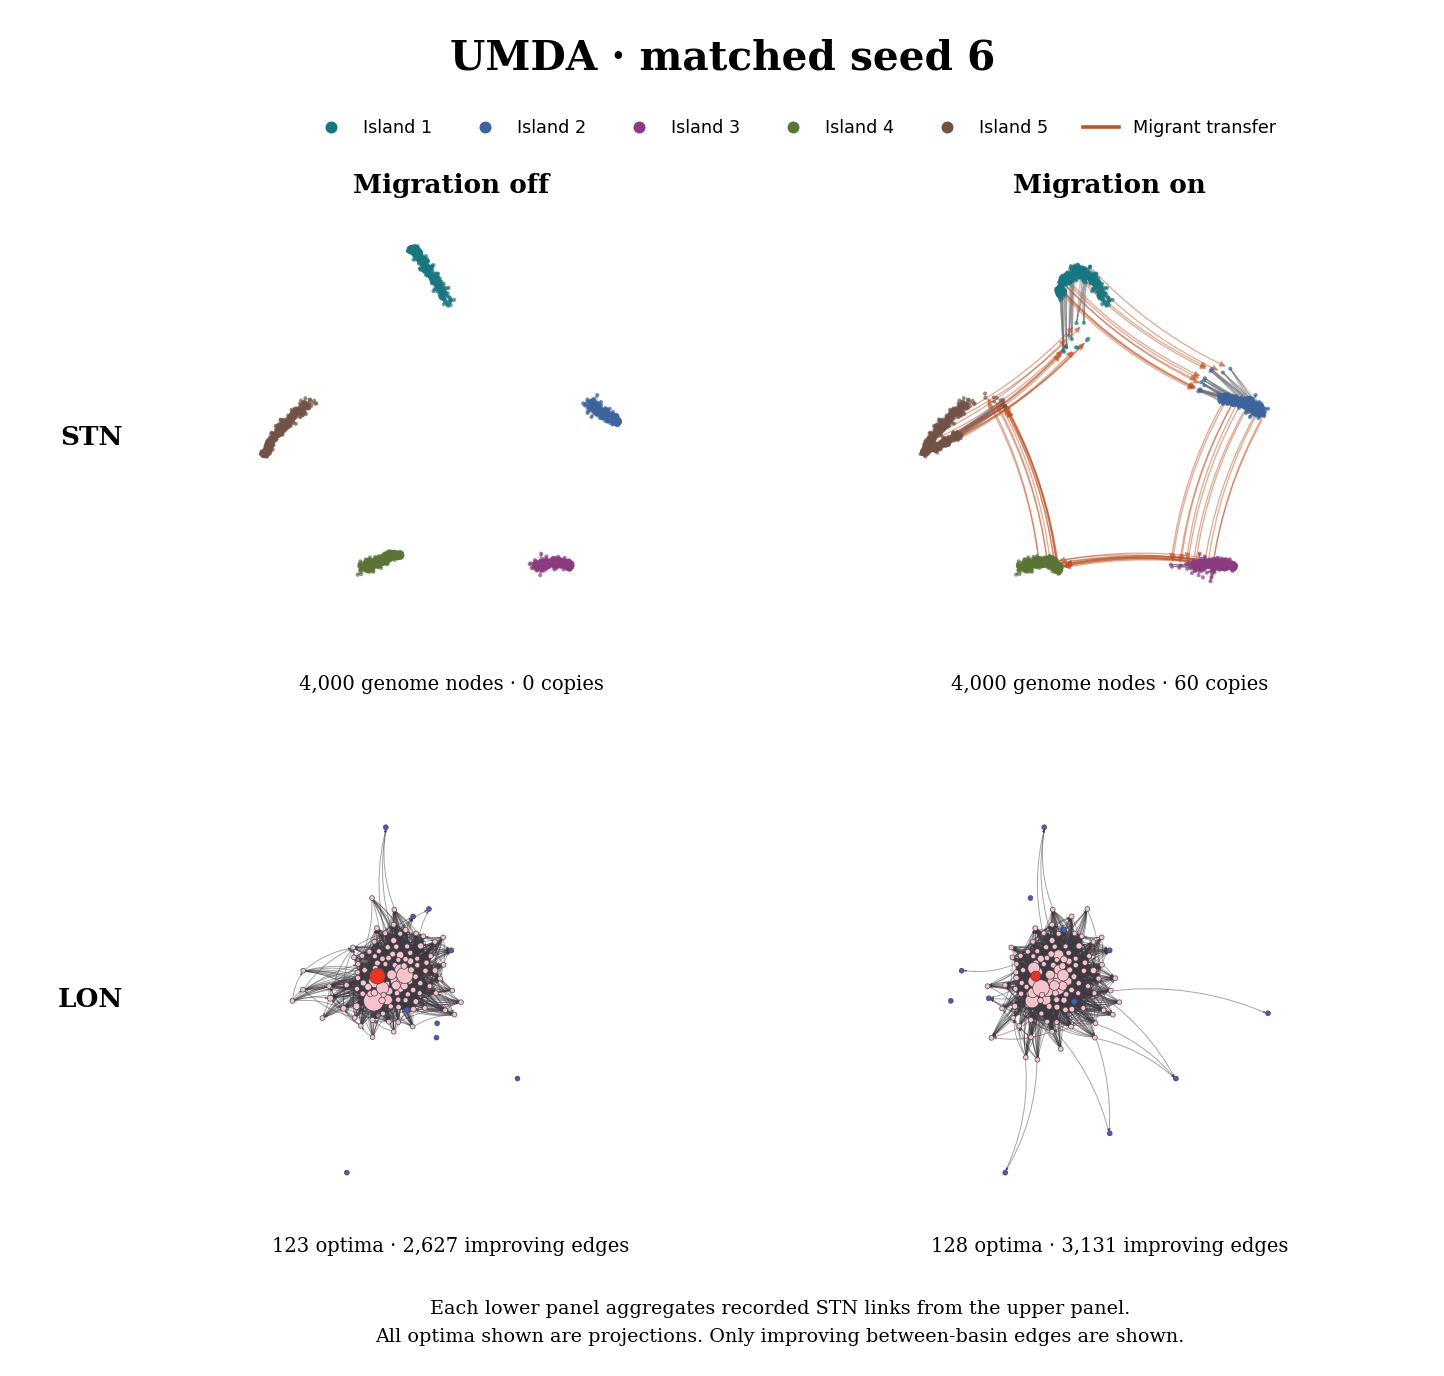 UMDA · matched seed 6
Island 1 Island 2 Island 3 Island 4 Island 5 Migrant transfer
Migration off Migration on
STN
4,000 genome nodes · 0 copies 4,000 genome nodes · 60 copies
LON
123 optima · 2,627 improving edges 128 optima · 3,131 improving edges
Each lower panel aggregates recorded STN links from the upper panel.
All optima shown are projections. Only improving between-basin edges are shown.